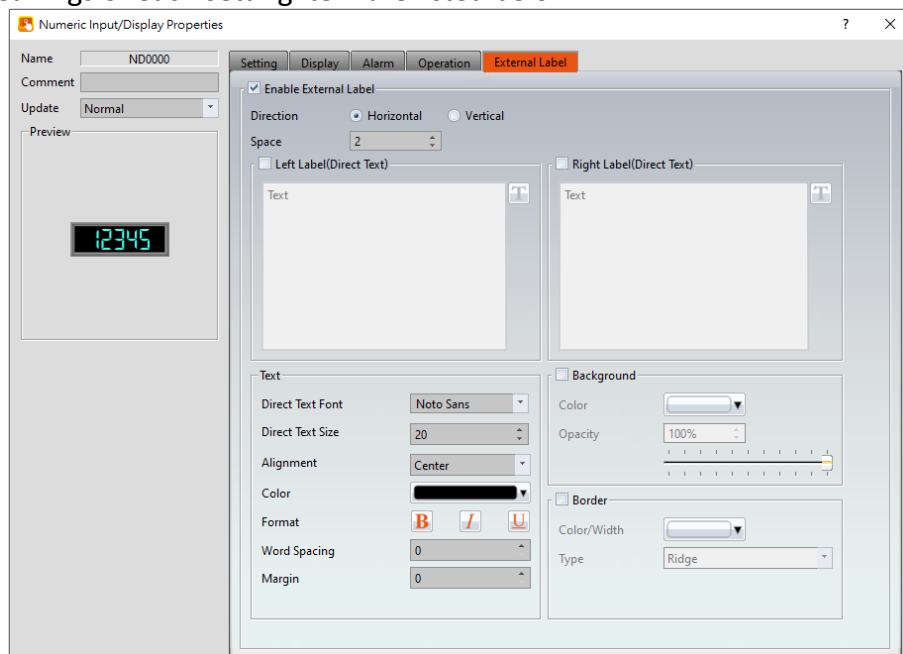 Numeric Input/Display Properties ?
Name ND0000
Comment
Update Normal
Preview
12345
Setting Display Alarm Operation External Label
Enable External Label
Direction Horizontal Vertical
Space 2
Left Label(Direct Text)
Text T
Right Label(Direct Text)
Text T
Text
Direct Text Font Noto Sans
Direct Text Size 20
Alignment Center
Color
Format B I U
Word Spacing 0
Margin 0
Background
Color
Opacity 100%
Border
Color/Width
Type Ridge